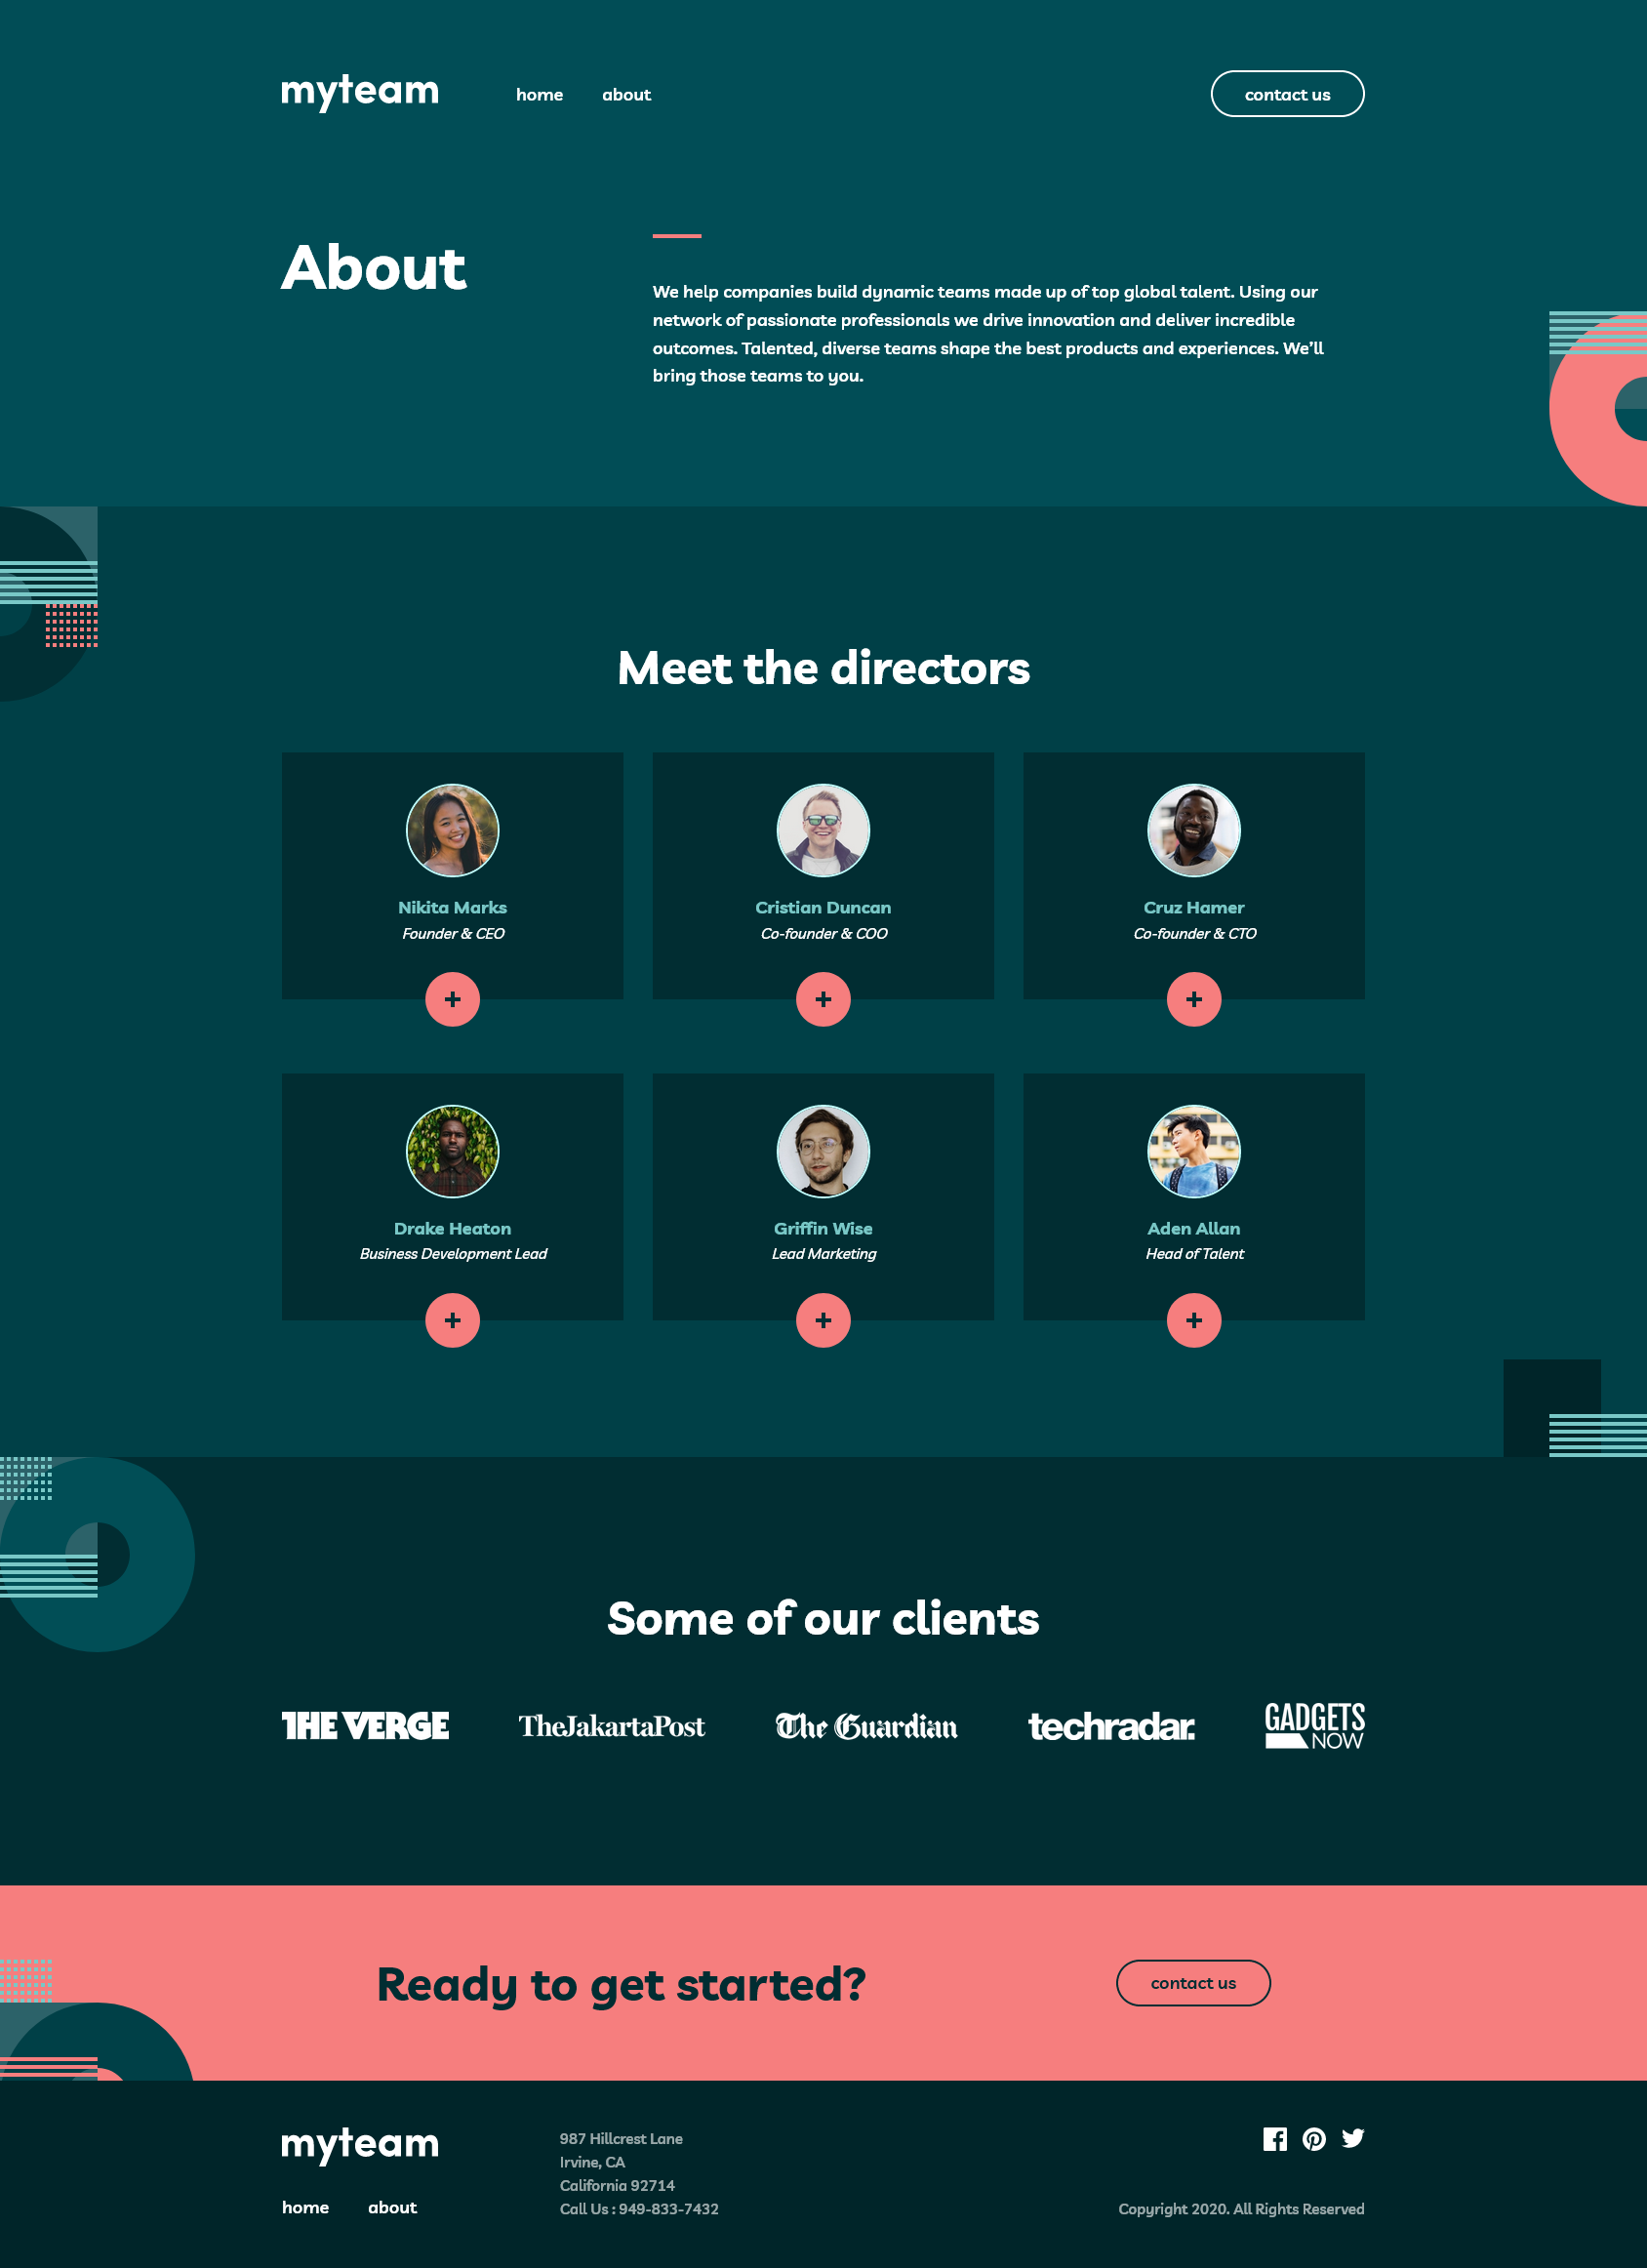 myteam
home
about
contact us
About
We help companies build dynamic teams made up of top global talent. Using our
network of passionate professionals we drive innovation and deliver incredible
outcomes. Talented, diverse teams shape the best products and experiences. We’ll
bring those teams to you.
Meet the directors
Nikita Marks
Founder & CEO
+
Cristian Duncan
Co-founder & COO
+
Cruz Hamer
Co-founder & CTO
+
Drake Heaton
Business Development Lead
+
Griffin Wise
Lead Marketing
+
Aden Allan
Head of Talent
+
Some of our clients
THE VERGE
TheJakartaPost
The Guardian
techradar.
GADGETS
NOW
Ready to get started?
contact us
myteam
home
about
987 Hillcrest Lane
Irvine, CA
California 92714
Call Us : 949-833-7432
Copyright 2020. All Rights Reserved